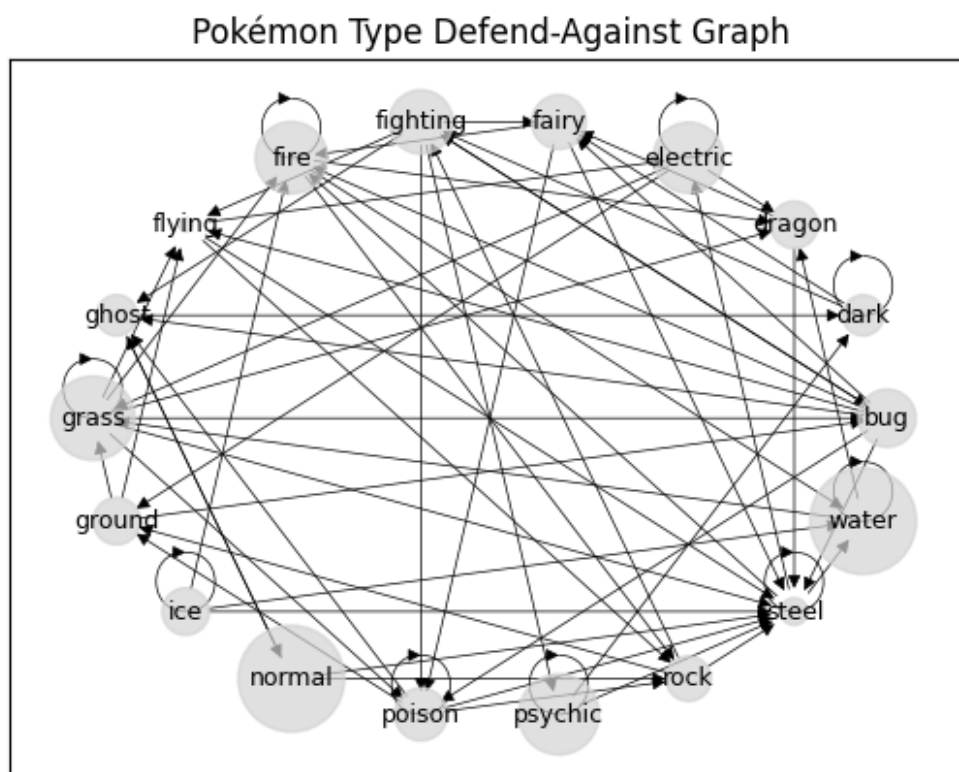 Pokémon Type Defend-Against Graph
fighting
fairy
fire
electric
flying
dragon
ghost
dark
grass
bug
ground
water
ice
steel
normal
rock
poison
psychic